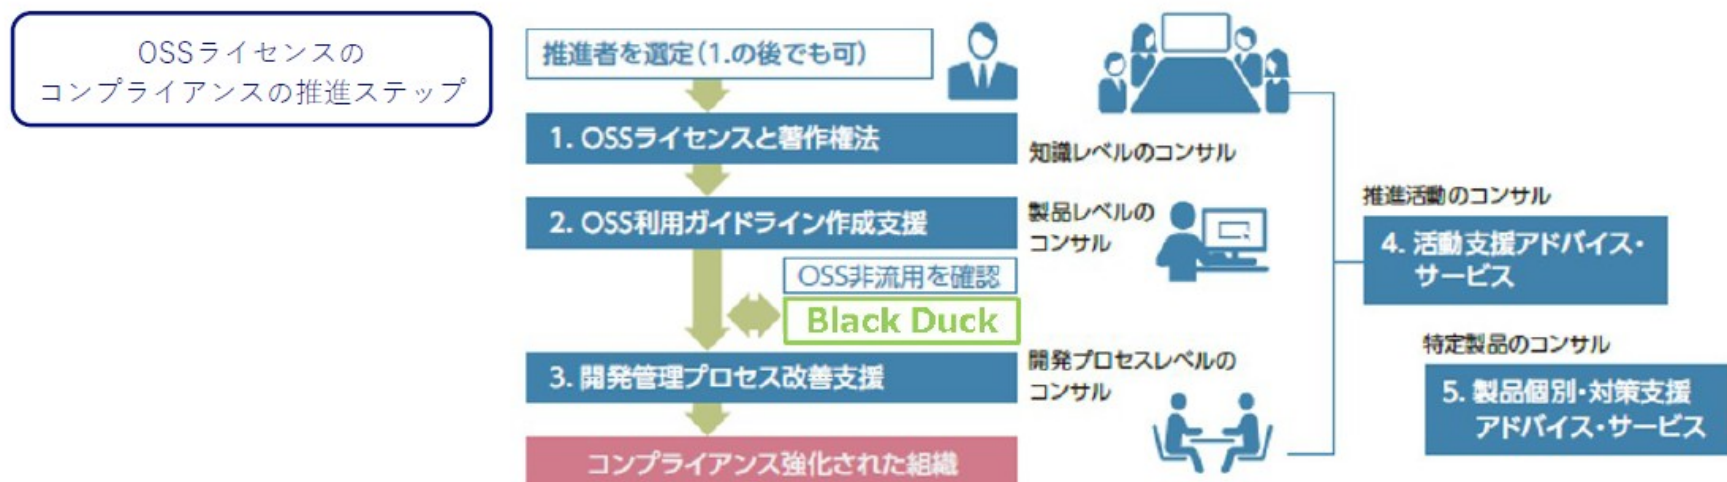 OSSライセンスの
コンプライアンスの推進ステップ
推進者を選定(1.の後でも可)
1. OSSライセンスと著作権法
知識レベルのコンサル
2. OSS利用ガイドライン作成支援
製品レベルの
コンサル
OSS非流用を確認
Black Duck
3. 開発管理プロセス改善支援
開発プロセスレベルの
コンサル
コンプライアンス強化された組織
推進活動のコンサル
4. 活動支援アドバイス・
サービス
特定製品のコンサル
5. 製品個別・対策支援
アドバイス・サービス